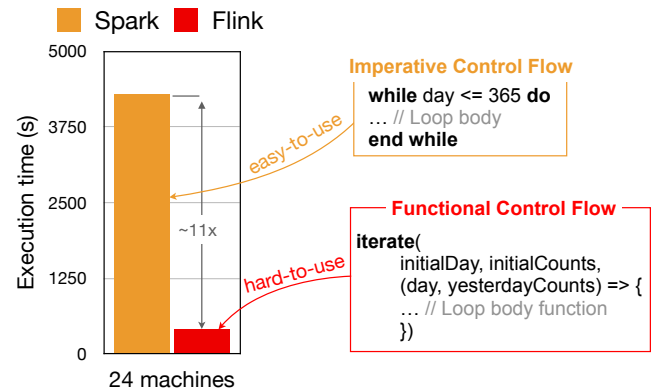 Spark Flink
5000
3750
2500
1250
0
Execution time (s)
24 machines
~11x
easy-to-use
hard-to-use
Imperative Control Flow
while day <= 365 do
… // Loop body
end while
Functional Control Flow
iterate(
initialDay, initialCounts,
(day, yesterdayCounts) => {
… // Loop body function
})